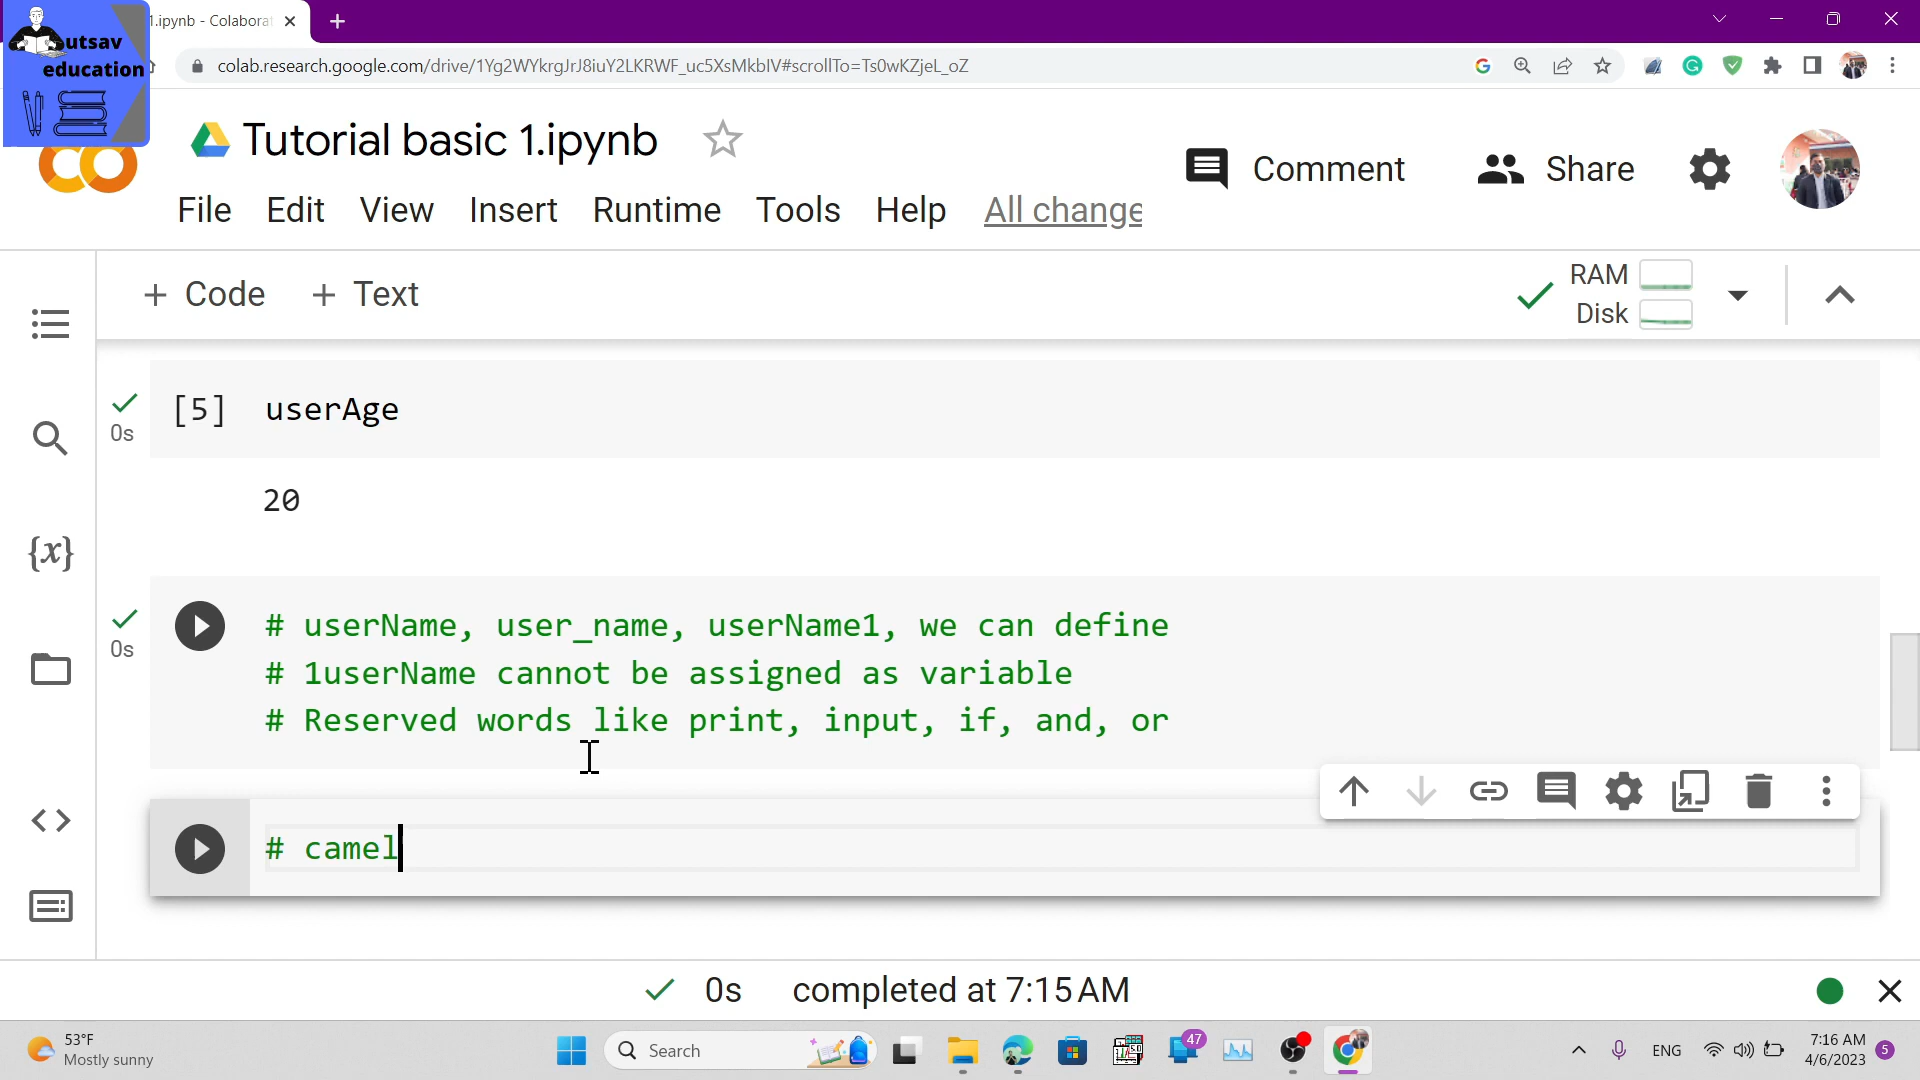 1.ipynb - Colaborat
utsav
education
colab.research.google.com/drive/1Yg2WYkrgJrJ8iuY2LKRWF_uc5XsMkbIV#scrollTo=Ts0wKZjeL_oZ
Tutorial basic 1.ipynb
Comment
Share
File Edit View Insert Runtime Tools Help All change
+ Code + Text
RAM
Disk
[5] userAge
0s
20
# userName, user_name, userName1, we can define
0s
# 1userName cannot be assigned as variable
# Reserved words like print, input, if, and, or
{x}
# camel
0s completed at 7:15 AM
53°F
Mostly sunny
Search
47
ENG
7:16 AM
4/6/2023
5